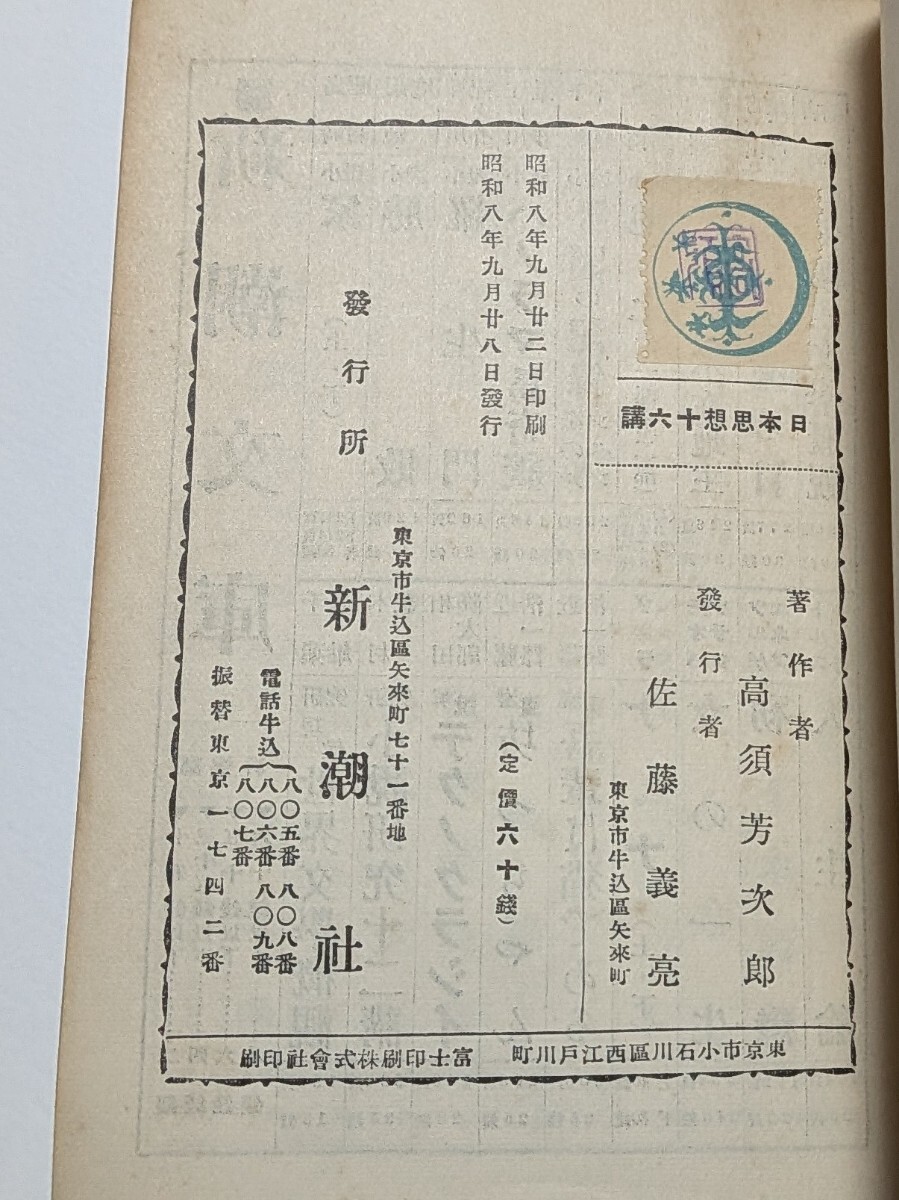 日本思想十六講
著作者 高須芳次郎
發行者 佐藤義亮
東京市牛込區矢來町
昭和八年九月廿二日印刷
昭和八年九月廿八日發行
(定價六十錢)
東京市牛込區矢來町七十一番地
發行所 新潮社
電話牛込
八〇五番 八〇八番
八〇六番 八〇九番
八〇七番
振替東京一七四二番
東京市小石川區西江戸川町 富士印刷株式會社印刷